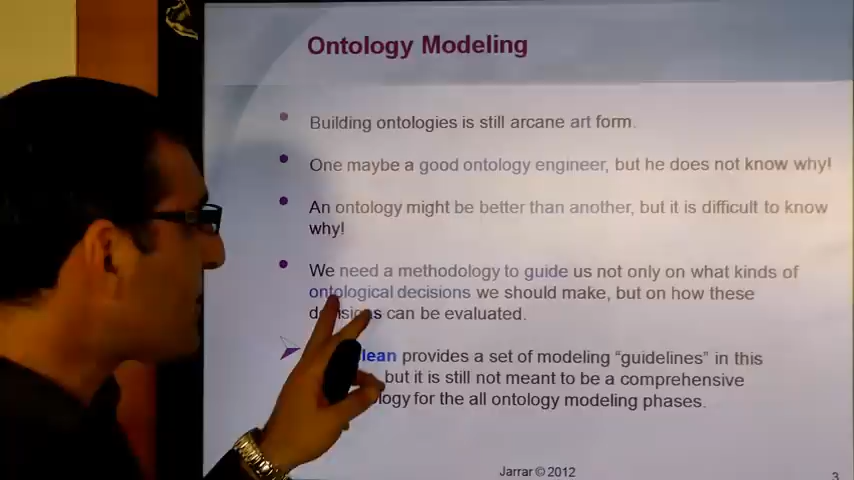 Ontology Modeling
Building ontologies is still arcane art form.
One maybe a good ontology engineer, but he does not know why!
An ontology might be better than another, but it is difficult to know
why!
We need a methodology to guide us not only on what kinds of
ontological decisions we should make, but on how these
can be evaluated.
provides a set of modeling “guidelines” in this
but it is still not meant to be a comprehensive
for the all ontology modeling phases.
Jarrar © 2012
3